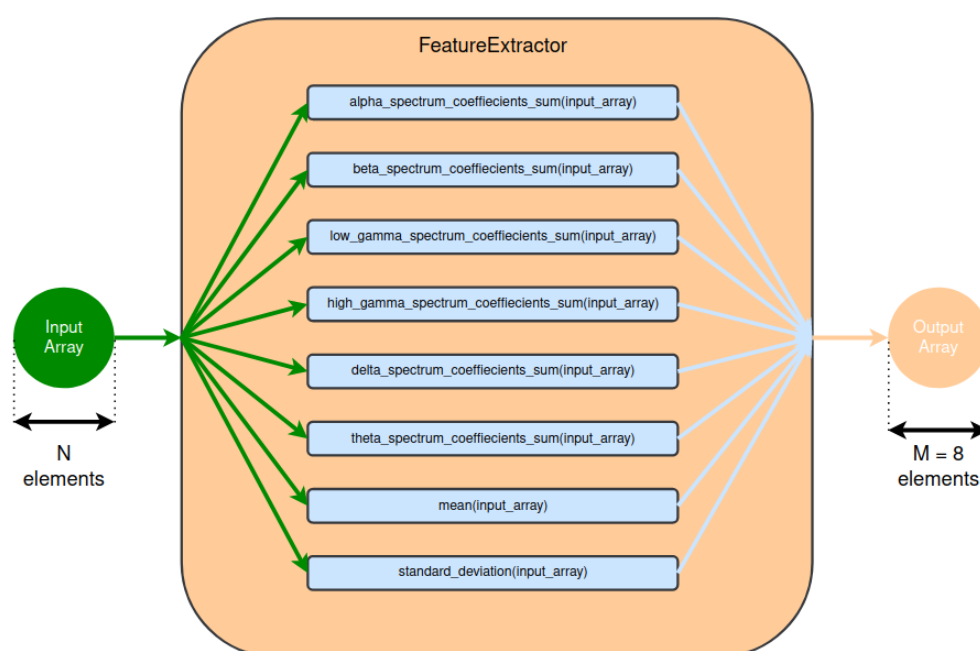 FeatureExtractor
alpha_spectrum_coeffiecients_sum(input_array)
beta_spectrum_coeffiecients_sum(input_array)
low_gamma_spectrum_coeffiecients_sum(input_array)
high_gamma_spectrum_coeffiecients_sum(input_array)
Input
Array
Output
Array
delta_spectrum_coeffiecients_sum(input_array)
theta_spectrum_coeffiecients_sum(input_array)
N
elements
M = 8
elements
mean(input_array)
standard_deviation(input_array)